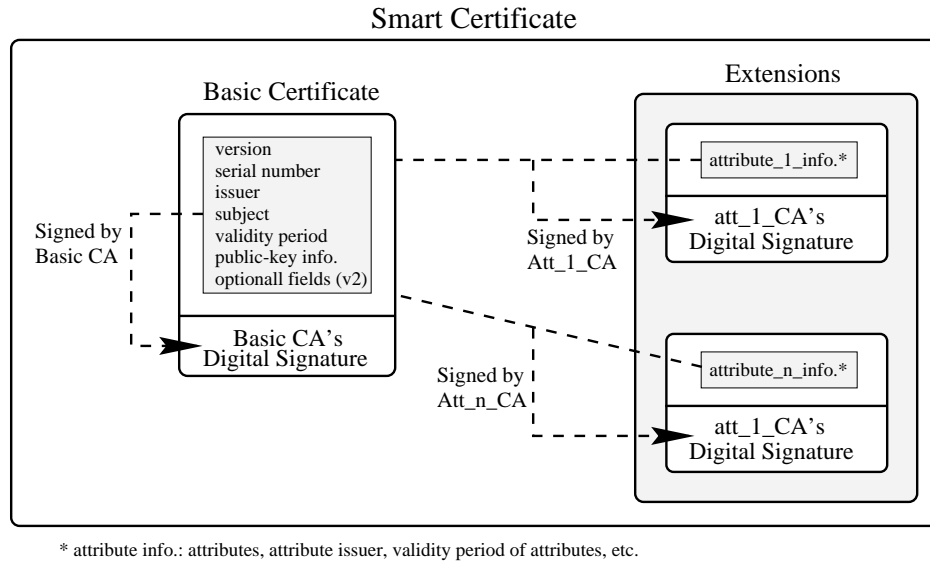 Smart Certificate
Basic Certificate
version
serial number
issuer
subject
validity period
public-key info.
optionall fields (v2)
Signed by
Basic CA
Basic CA's
Digital Signature
Extensions
attribute_1_info.*
Signed by
Att_1_CA
att_1_CA's
Digital Signature
attribute_n_info.*
Signed by
Att_n_CA
att_1_CA's
Digital Signature
* attribute info.: attributes, attribute issuer, validity period of attributes, etc.